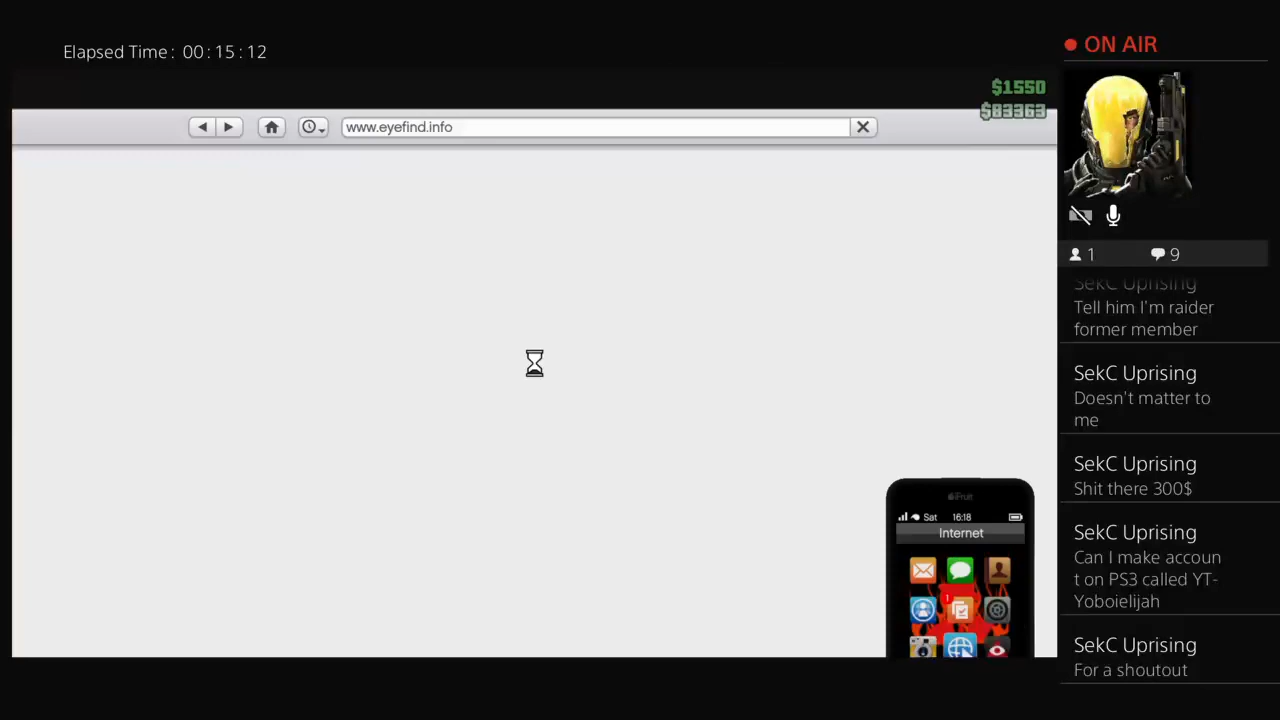 Elapsed Time: 00:15:12
ON AIR
$1550
$83363
www.eyefind.info
1
9
SekC Uprising
Tell him I'm raider
former member
SekC Uprising
Doesn't matter to
me
SekC Uprising
Shit there 300$
SekC Uprising
Can I make accoun
t on PS3 called YT-
Yoboielijah
SekC Uprising
For a shoutout
iFruit
Sat 16:18
Internet
1